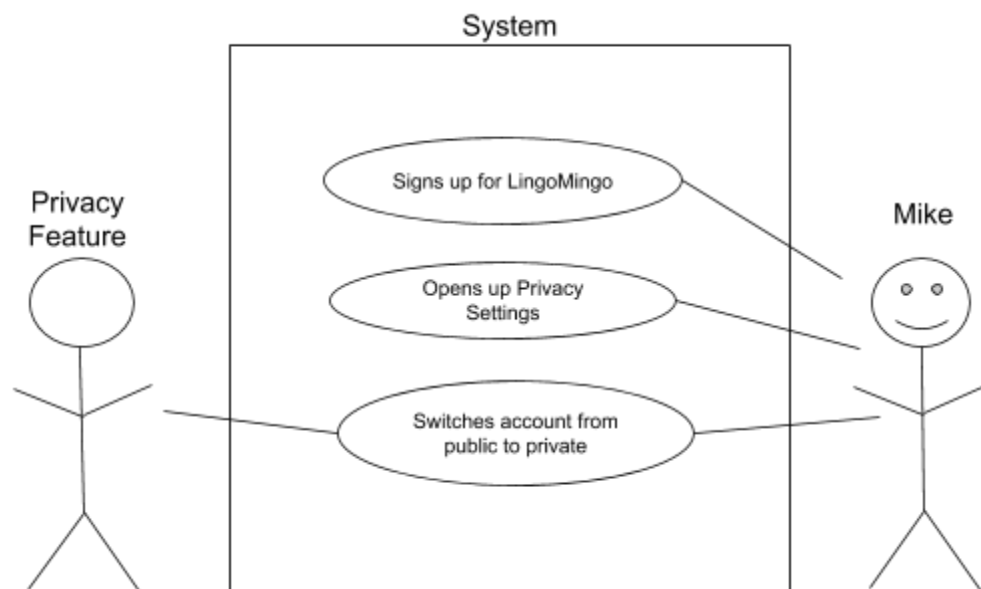 System
Signs up for LingoMingo
Privacy
Feature
Mike
Opens up Privacy
Settings
Switches account from
public to private